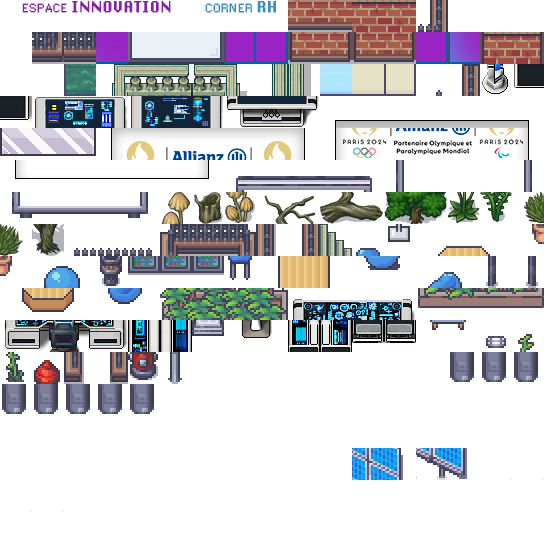 ESPACE INNOVATION
CORNER RH
Allianz
Allianz
PARIS 2024
Partenaire Olympique et
Paralympique Mondial
PARIS 2024